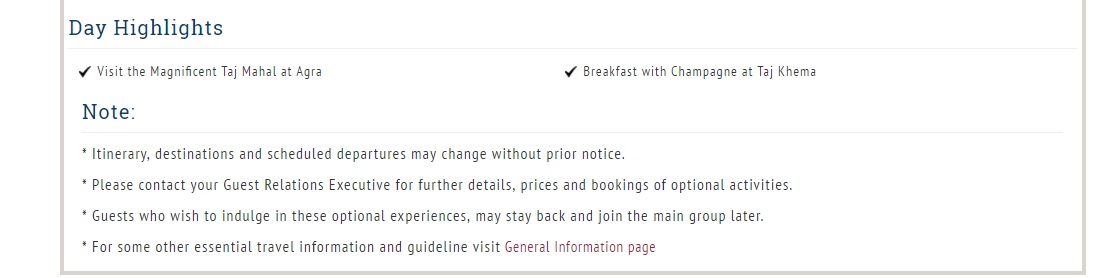 Day Highlights
Visit the Magnificent Taj Mahal at Agra
Breakfast with Champagne at Taj Khema
Note:
* Itinerary, destinations and scheduled departures may change without prior notice.
* Please contact your Guest Relations Executive for further details, prices and bookings of optional activities.
* Guests who wish to indulge in these optional experiences, may stay back and join the main group later.
* For some other essential travel information and guideline visit General Information page